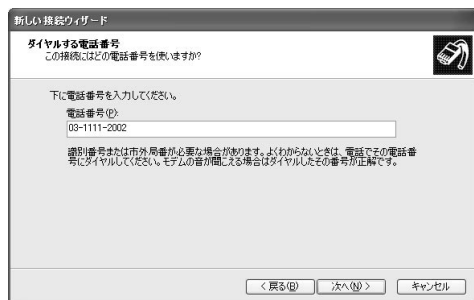 新しい接続ウィザード
ダイヤルする電話番号
この接続にはどの電話番号を使いますか?
下に電話番号を入力してください。
電話番号(P):
03-1111-2002
識別番号または市外局番が必要な場合があります。よくわからないときは、電話でその電話番
号にダイヤルしてください。モデムの音が聞こえる場合はダイヤルしたその番号が正解です。
< 戻る(B)
次へ(N) >
キャンセル